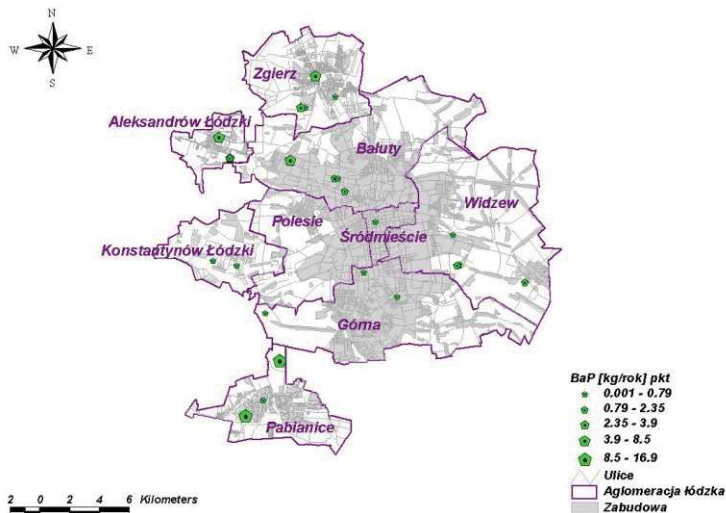 N
W E
S
Zgierz
Aleksandrów Łódzki
Bałuty
Widzew
Polesie
Śródmieście
Konstantynów Łódzki
Górna
Pabianice
BaP [kg/rok] pkt
0.001 - 0.79
0.79 - 2.35
2.35 - 3.9
3.9 - 8.5
8.5 - 16.9
Ulice
Aglomeracja łódzka
Zabudowa
2 0 2 4 6 Kilometers